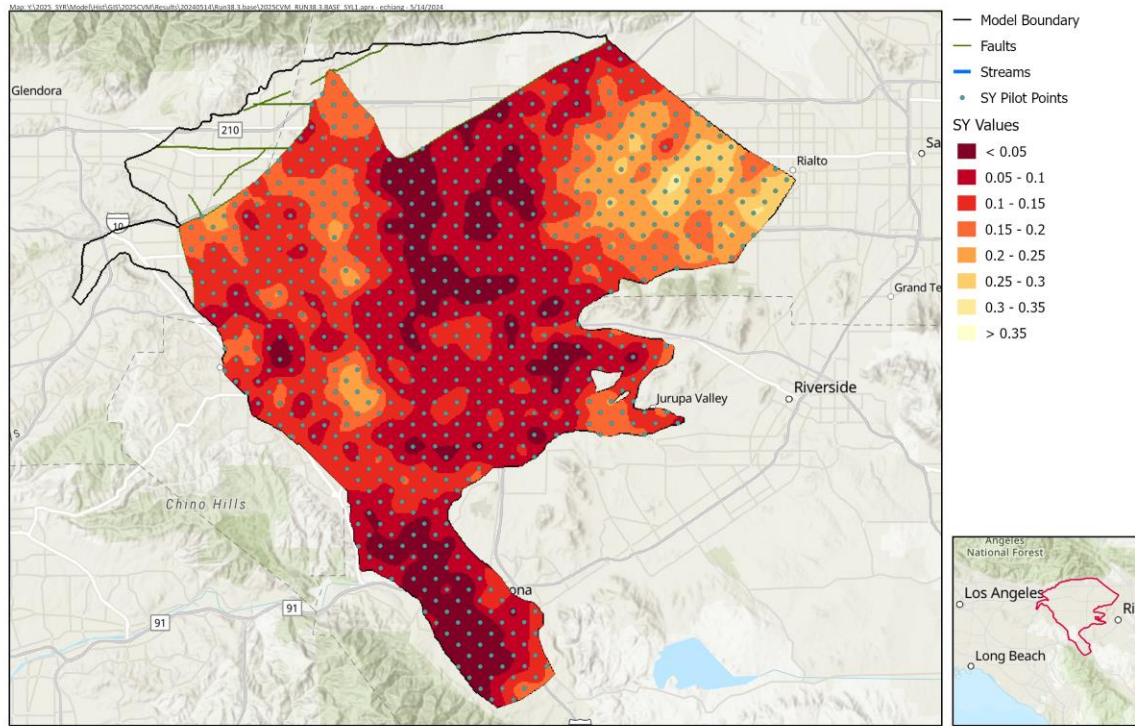 Map: Y:\2025_SYR\Model\Hist\GIS\2025CVM\Results\20240514\Run38.3.base\2025CVM_RUN38.3.BASE_SYL1.aprx - echiang - 5/14/2024
Glendora
210
10
Rialto
Sa
Grand Te
Riverside
Jurupa Valley
5
Chino Hills
ona
91
91
Model Boundary
Faults
Streams
SY Pilot Points
SY Values
< 0.05
0.05 - 0.1
0.1 - 0.15
0.15 - 0.2
0.2 - 0.25
0.25 - 0.3
0.3 - 0.35
> 0.35
Angeles
National Forest
Los Angeles
Ri
Long Beach